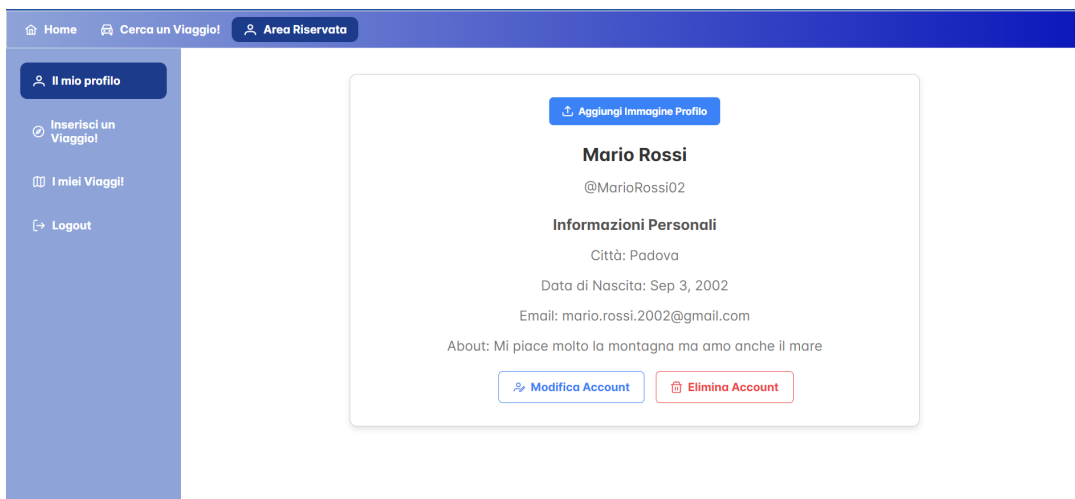 Home Cerca un Viaggio! Area Riservata
Il mio profilo
Inserisci un
Viaggio!
I miei Viaggi!
Logout
Aggiungi Immagine Profilo
Mario Rossi
@MarioRossi02
Informazioni Personali
Città: Padova
Data di Nascita: Sep 3, 2002
Email: mario.rossi.2002@gmail.com
About: Mi piace molto la montagna ma amo anche il mare
Modifica Account Elimina Account